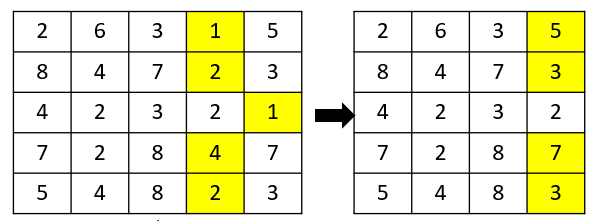 2 6 3 1 5 2 6 3 5
8 4 7 2 3 8 4 7 3
4 2 3 2 1 4 2 3 2
7 2 8 4 7 7 2 8 7
5 4 8 2 3 5 4 8 3